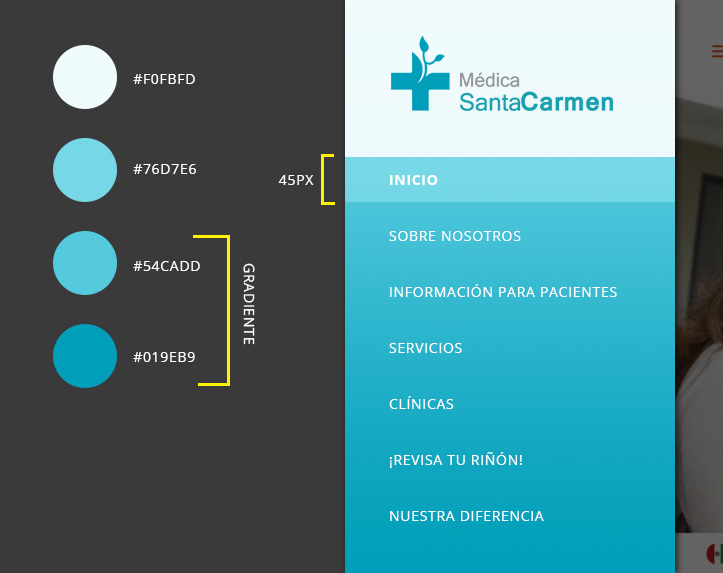 #F0FBFD
#76D7E6
#54CADD
#019EB9
GRADIENTE
45PX
Médica
SantaCarmen
INICIO
SOBRE NOSOTROS
INFORMACIÓN PARA PACIENTES
SERVICIOS
CLÍNICAS
¡REVISA TU RIÑÓN!
NUESTRA DIFERENCIA